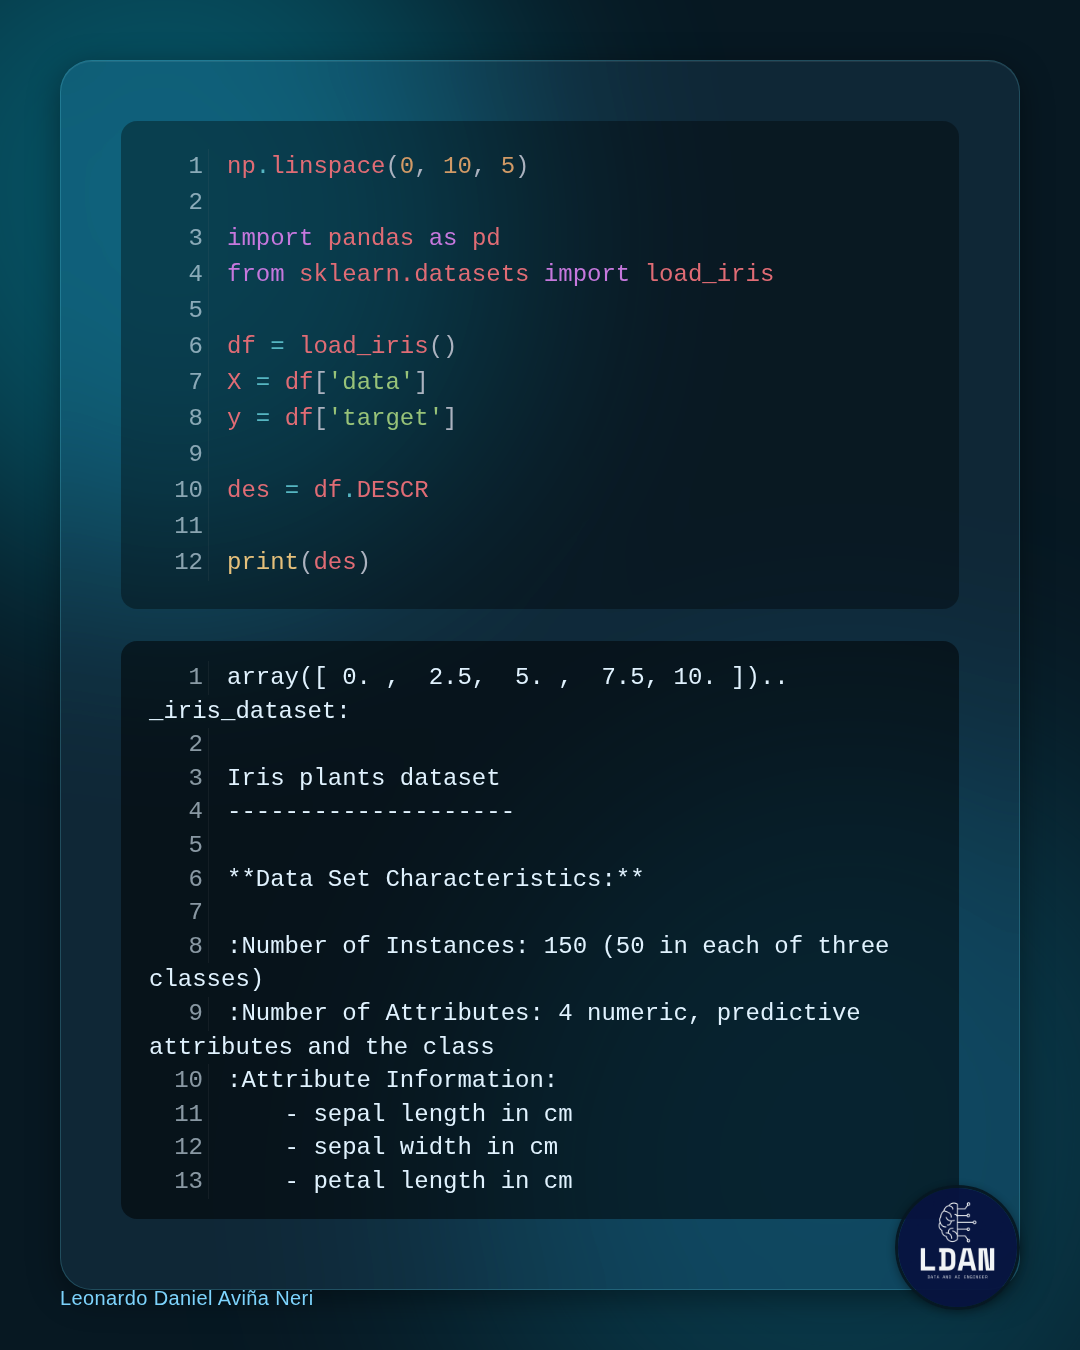 1 np.linspace(0, 10, 5)
2
3 import pandas as pd
4 from sklearn.datasets import load_iris
5
6 df = load_iris()
7 X = df['data']
8 y = df['target']
9
10 des = df.DESCR
11
12 print(des)
1 array([ 0. ,  2.5,  5. ,  7.5, 10. ])..
_iris_dataset:
2
3 Iris plants dataset
4 --------------------
5
6 **Data Set Characteristics:**
7
8 :Number of Instances: 150 (50 in each of three
classes)
9 :Number of Attributes: 4 numeric, predictive
attributes and the class
10 :Attribute Information:
11     - sepal length in cm
12     - sepal width in cm
13     - petal length in cm
LDAN
DATA AND AI ENGINEER
Leonardo Daniel Aviña Neri